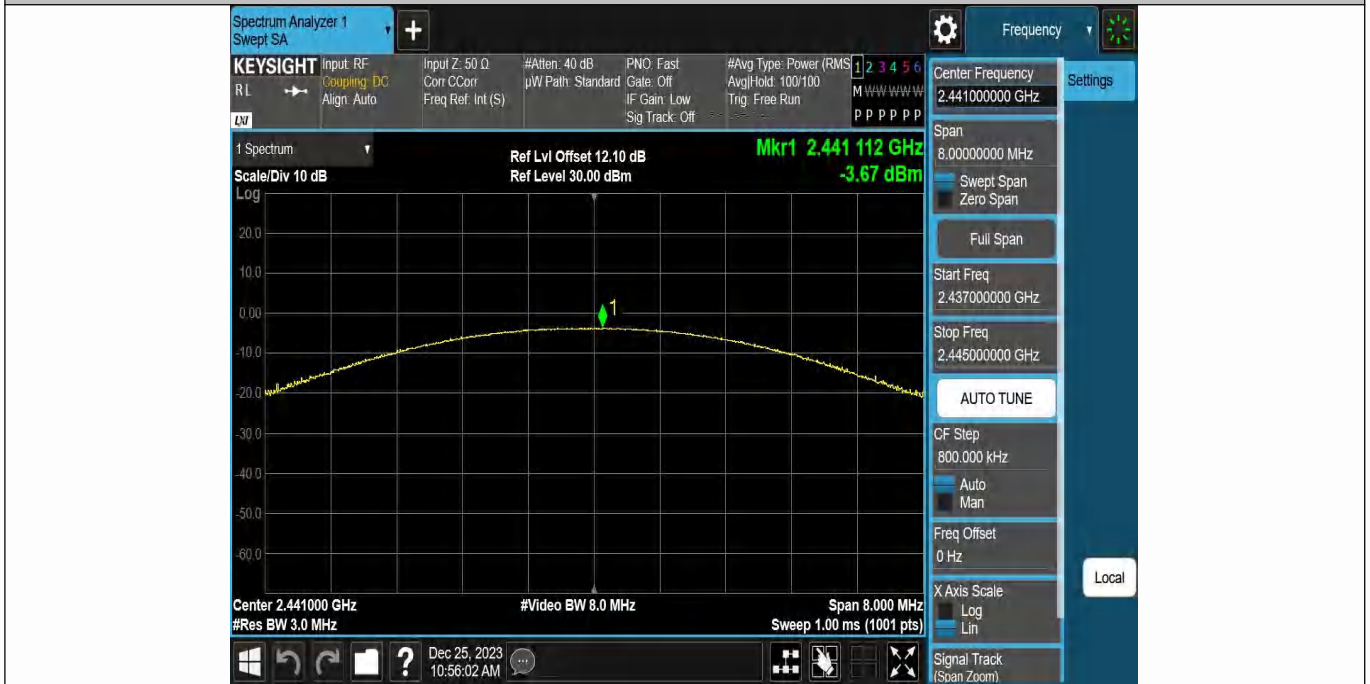 Spectrum Analyzer 1
Swept SA
+
Frequency
KEYSIGHT
RL
LXI
Input: RF
Coupling: DC
Align: Auto
Input Z: 50 Ω
Corr CCorr
Freq Ref: Int (S)
#Atten: 40 dB
µW Path: Standard
PNO: Fast
Gate: Off
IF Gain: Low
Sig Track: Off
#Avg Type: Power (RMS
Avg|Hold: 100/100
Trig: Free Run
1 2 3 4 5 6
M W W W W W
P P P P P P
1 Spectrum
Scale/Div 10 dB
Log
Ref Lvl Offset 12.10 dB
Ref Level 30.00 dBm
Mkr1 2.441 112 GHz
-3.67 dBm
20.0
10.0
0.00
-10.0
-20.0
-30.0
-40.0
-50.0
-60.0
1
Center 2.441000 GHz
#Res BW 3.0 MHz
#Video BW 8.0 MHz
Span 8.000 MHz
Sweep 1.00 ms (1001 pts)
?
Dec 25, 2023
10:56:02 AM
Center Frequency
2.441000000 GHz
Settings
Span
8.00000000 MHz
Swept Span
Zero Span
Full Span
Start Freq
2.437000000 GHz
Stop Freq
2.445000000 GHz
AUTO TUNE
CF Step
800.000 kHz
Auto
Man
Freq Offset
0 Hz
X Axis Scale
Log
Lin
Signal Track
(Span Zoom)
Local